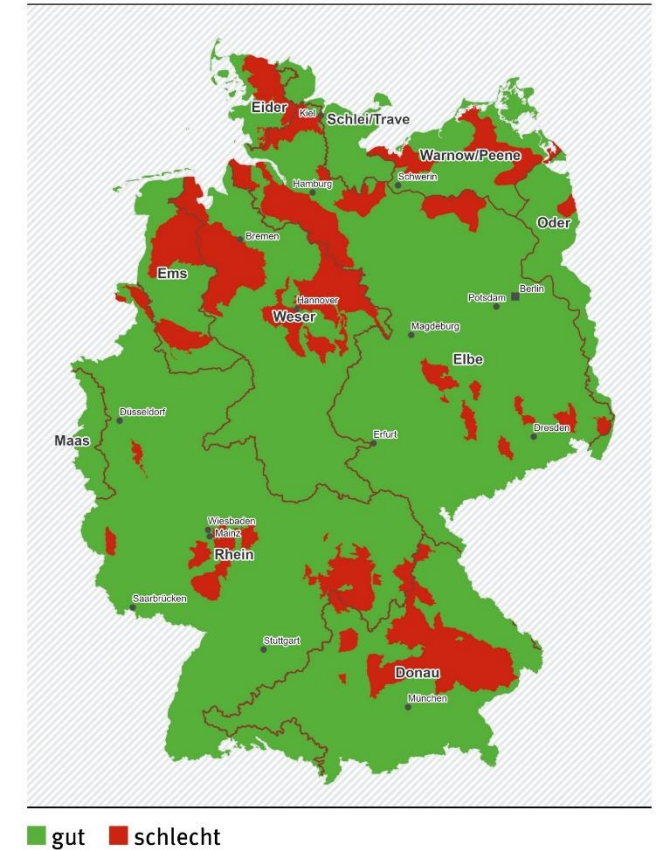 Eider
Kiel
Schlei/Trave
Warnow/Peene
Schwerin
Hamburg
Oder
Bremen
Ems
Berlin
Potsdam
Hannover
Weser
Magdeburg
Elbe
Düsseldorf
Maas
Erfurt
Dresden
Wiesbaden
Mainz
Rhein
Saarbrücken
Stuttgart
Donau
München
gut schlecht